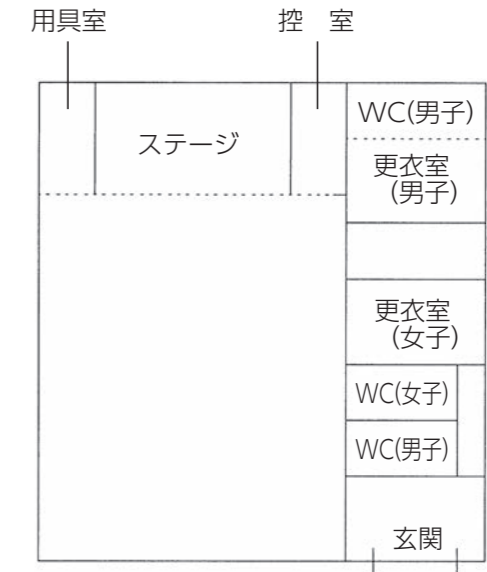 用具室
控　室
ステージ
WC(男子)
更衣室
(男子)
更衣室
(女子)
WC(女子)
WC(男子)
玄関